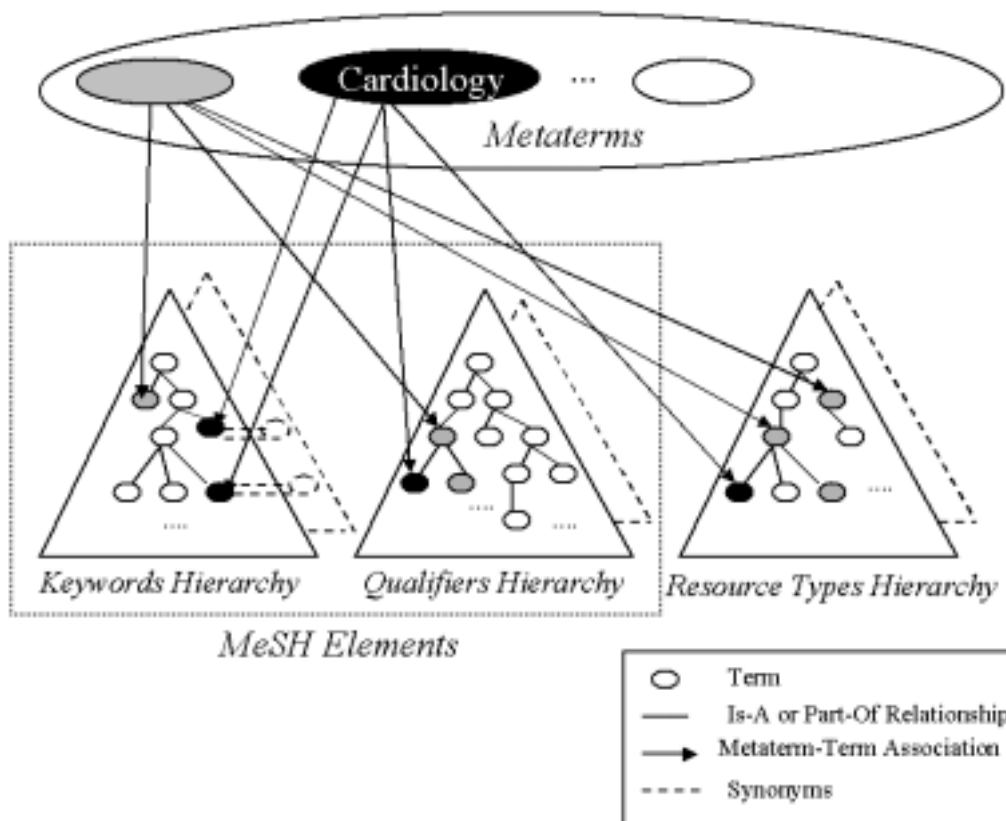 Cardiology
...
Metaterms
....
....
....
....
Keywords Hierarchy
Qualifiers Hierarchy
Resource Types Hierarchy
MeSH Elements
Term
Is-A or Part-Of Relationship
Metaterm-Term Association
Synonyms